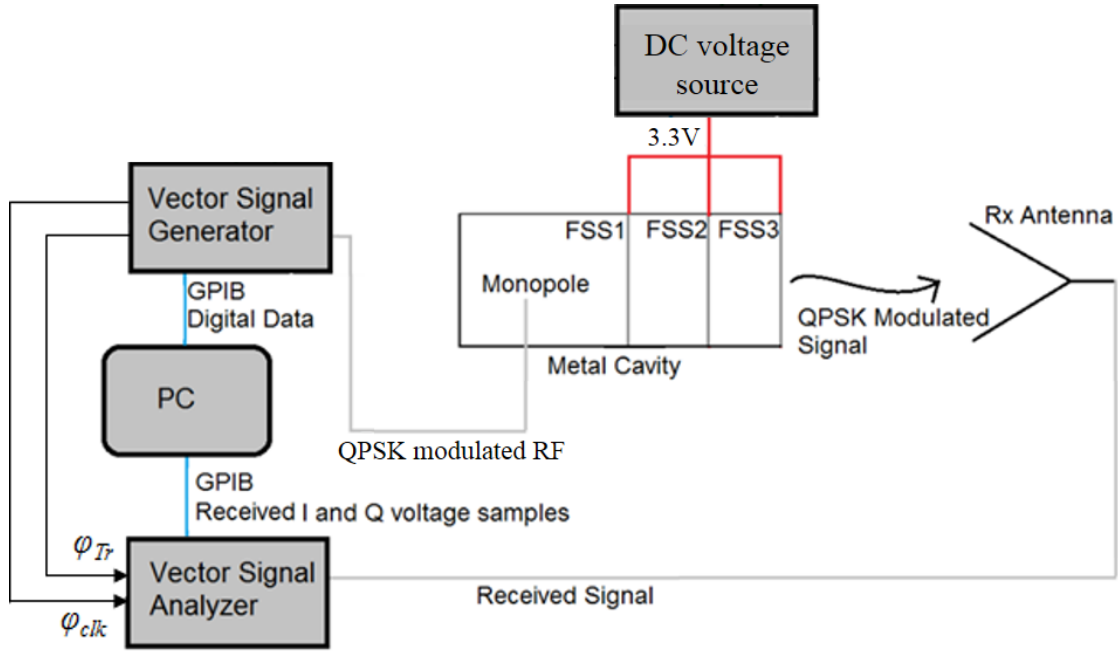 DC voltage
source
3.3V
Vector Signal
Generator
FSS1
FSS2
FSS3
Rx Antenna
Monopole
GPIB
Digital Data
QPSK Modulated
Signal
Metal Cavity
PC
QPSK modulated RF
GPIB
Received I and Q voltage samples
φTr
Vector Signal
Analyzer
Received Signal
φclk